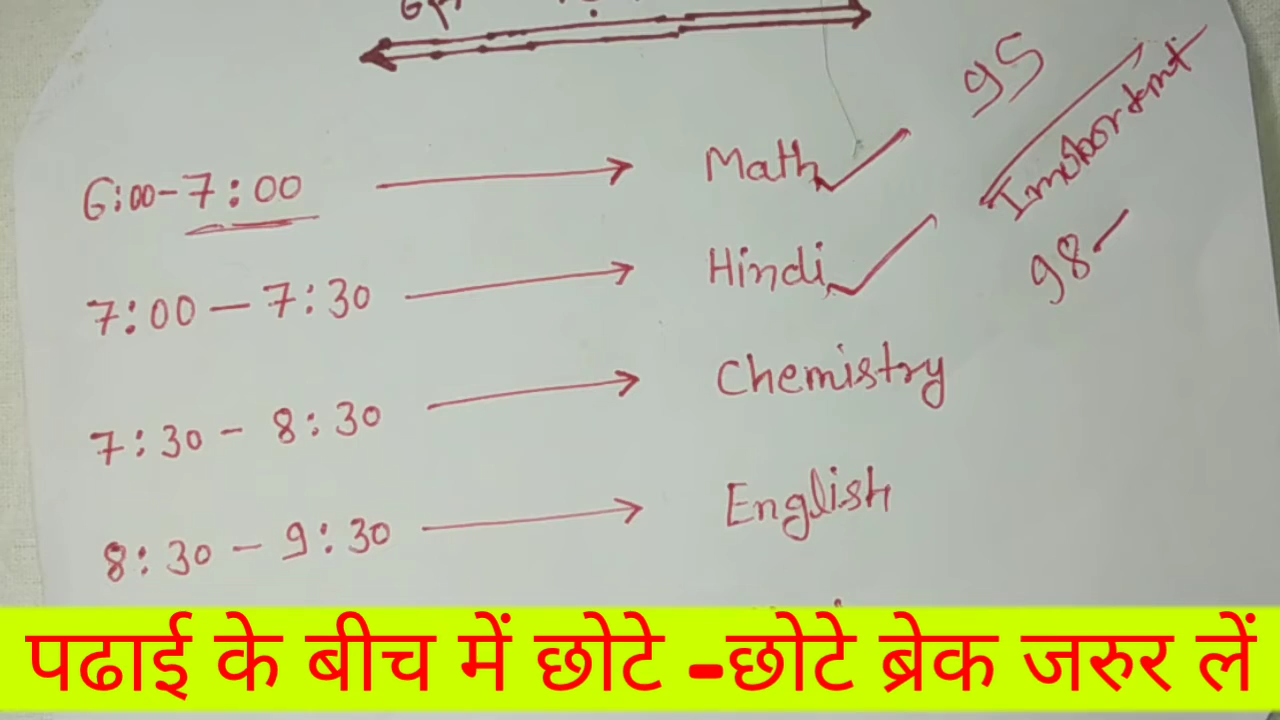 95
6:00-7:00 → Math ✓
Imoportant
7:00 - 7:30 → Hindi ✓
98
7:30 - 8:30 → Chemistry
8:30 - 9:30 → English
पढाई के बीच में छोटे -छोटे ब्रेक जरुर लें